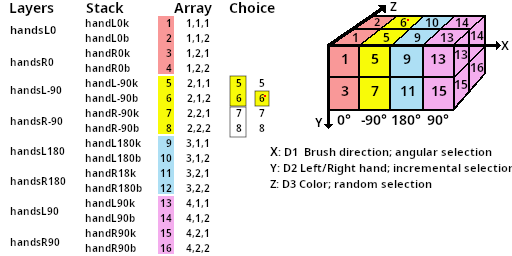 Layers Stack Array Choice
handsL0 handL0k 1 1,1,1
handL0b 2 1,1,2
handsR0 handR0k 3 1,2,1
handR0b 4 1,2,2
handsL-90 handL-90k 5 2,1,1 5 5
handL-90b 6 2,1,2 6 6'
handsR-90 handR-90k 7 2,2,1 7 7
handR-90b 8 2,2,2 8 8
handsL180 handL180k 9 3,1,1
handL180b 10 3,1,2
handsR180 handR18k 11 3,2,1
handR180b 12 3,2,2
handsL90 handL90k 13 4,1,1
handL90b 14 4,1,2
handsR90 handR90k 15 4,2,1
handR90b 16 4,2,2
Z
2 6' 10 14
1 5 9 13 14
X
1 5 9 13 13 16
3 7 11 15 15
Y 0° -90° 180° 90°
X: D1 Brush direction; angular selection
Y: D2 Left/Right hand; incremental selection
Z: D3 Color; random selection